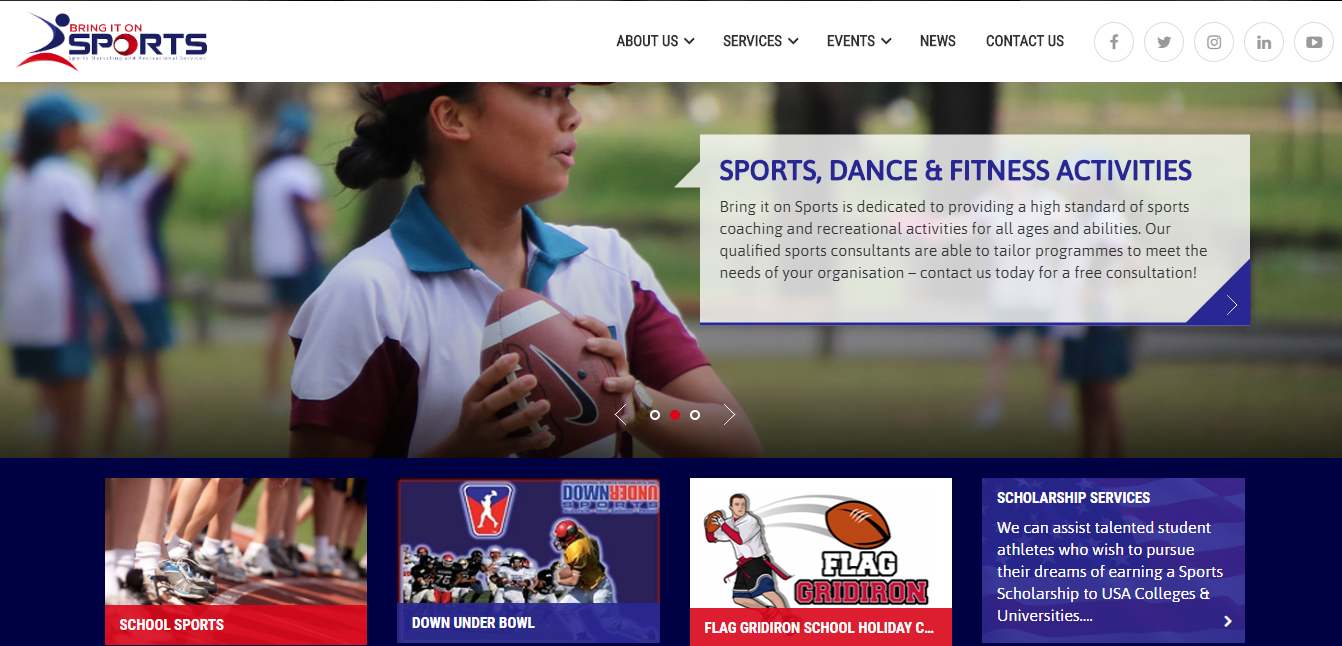 BRING IT ON
SPORTS
Sports Marketing and Recreational Services
ABOUT US
SERVICES
EVENTS
NEWS
CONTACT US
SPORTS, DANCE & FITNESS ACTIVITIES
Bring it on Sports is dedicated to providing a high standard of sports
coaching and recreational activities for all ages and abilities. Our
qualified sports consultants are able to tailor programmes to meet the
needs of your organisation – contact us today for a free consultation!
SCHOOL SPORTS
DOWN UNDER
SPORTS
DOWN UNDER BOWL
FLAG
GRIDIRON
FLAG GRIDIRON SCHOOL HOLIDAY C...
SCHOLARSHIP SERVICES
We can assist talented student
athletes who wish to pursue
their dreams of earning a Sports
Scholarship to USA Colleges &
Universities....